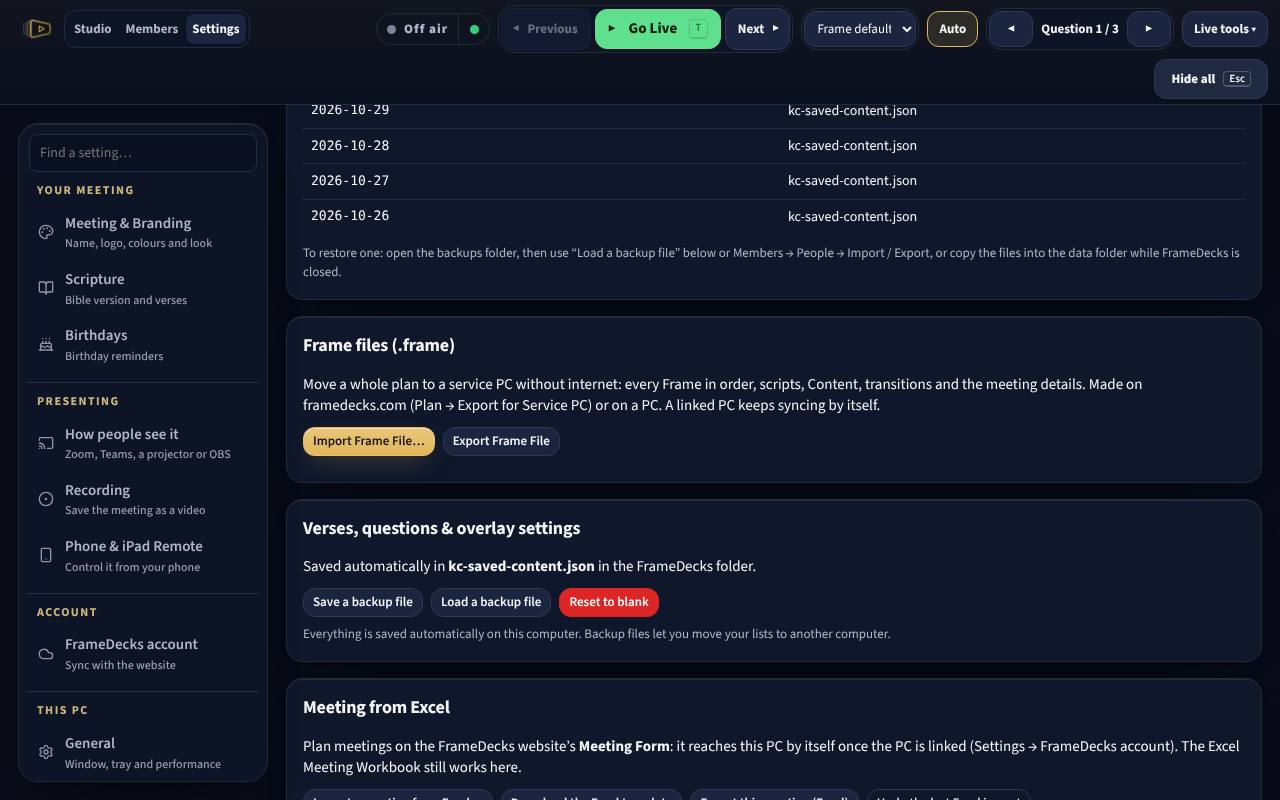 Studio Members Settings
Off air
◄ Previous
► Go Live T
Next ►
Frame default
Auto
◄ Question 1 / 3 ►
Live tools ▾
Hide all Esc
Find a setting…
YOUR MEETING
Meeting & Branding
Name, logo, colours and look
Scripture
Bible version and verses
Birthdays
Birthday reminders
PRESENTING
How people see it
Zoom, Teams, a projector or OBS
Recording
Save the meeting as a video
Phone & iPad Remote
Control it from your phone
ACCOUNT
FrameDecks account
Sync with the website
THIS PC
General
Window, tray and performance
2026-10-29 kc-saved-content.json
2026-10-28 kc-saved-content.json
2026-10-27 kc-saved-content.json
2026-10-26 kc-saved-content.json
To restore one: open the backups folder, then use “Load a backup file” below or Members → People → Import / Export, or copy the files into the data folder while FrameDecks is
closed.
Frame files (.frame)
Move a whole plan to a service PC without internet: every Frame in order, scripts, Content, transitions and the meeting details. Made on
framedecks.com (Plan → Export for Service PC) or on a PC. A linked PC keeps syncing by itself.
Import Frame File… Export Frame File
Verses, questions & overlay settings
Saved automatically in kc-saved-content.json in the FrameDecks folder.
Save a backup file Load a backup file Reset to blank
Everything is saved automatically on this computer. Backup files let you move your lists to another computer.
Meeting from Excel
Plan meetings on the FrameDecks website’s Meeting Form: it reaches this PC by itself once the PC is linked (Settings → FrameDecks account). The Excel
Meeting Workbook still works here.